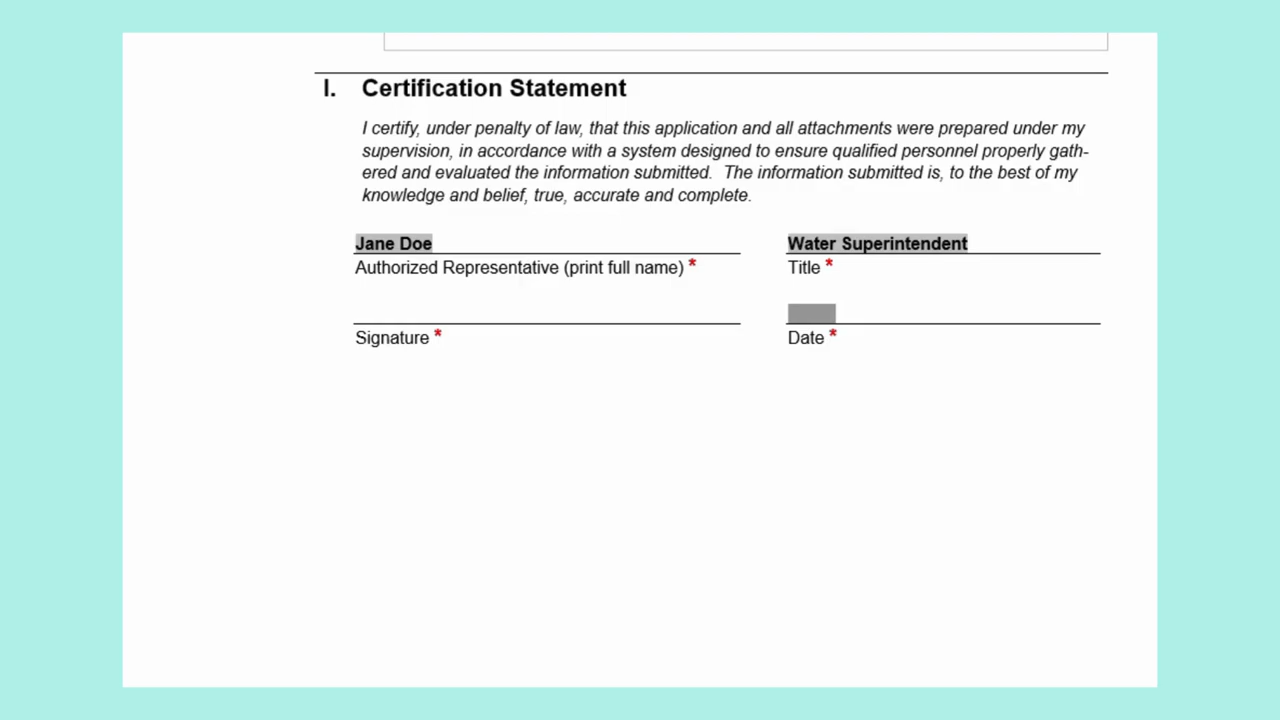 I. Certification Statement
I certify, under penalty of law, that this application and all attachments were prepared under my
supervision, in accordance with a system designed to ensure qualified personnel properly gath-
ered and evaluated the information submitted. The information submitted is, to the best of my
knowledge and belief, true, accurate and complete.
Jane Doe Water Superintendent
Authorized Representative (print full name) * Title *
Signature * Date *